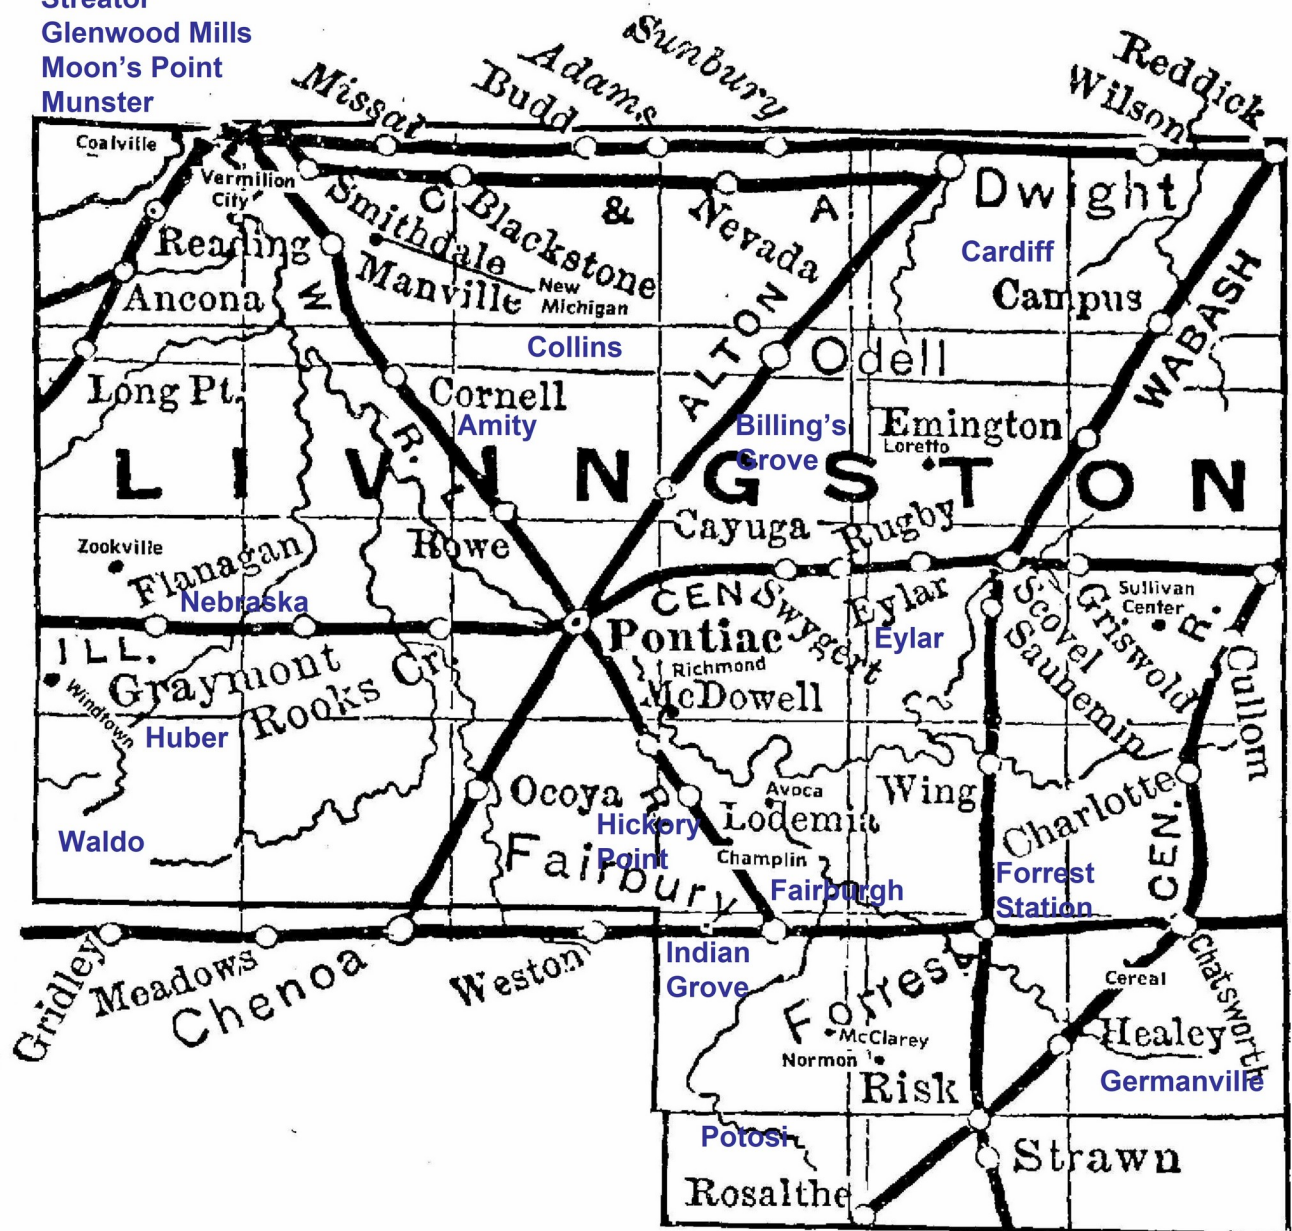 Streator
Glenwood Mills
Moon's Point
Munster
Missal
Budd
Adams
Sunbury
Wilson
Reddick
Coalville
Vermilion
City
Smithdale
C & A
Blackstone
Nevada
Dwight
Cardiff
Reading
Manville
New
Michigan
Campus
Ancona
W
ALTON
WABASH
Collins
Odell
Long Pt.
Cornell
Amity
R.
Billing's
Grove
Emington
Loretto
LIVINGSTON
L
Cayuga
Rugby
Zookville
Flanagan
Rowe
Nebraska
CEN
Swygert
Eylar
Eylar
Scovel
Saunemin
Griswold
Sullivan
Center
R.
Cullom
ILL.
Pontiac
Richmond
McDowell
Windtown
Graymont
Rooks Cr.
Huber
Ocoya
R.
Avoca
Lodemia
Wing
Charlotte
CEN.
Waldo
Hickory
Point
Fairbury
Champlin
Fairburgh
Forrest
Station
Gridley
Meadows
Chenoa
Weston
Indian
Grove
Forrest
Cereal
Chatsworth
McClarey
Normon
Healey
Risk
Germanville
Potosi
Strawn
Rosalthe